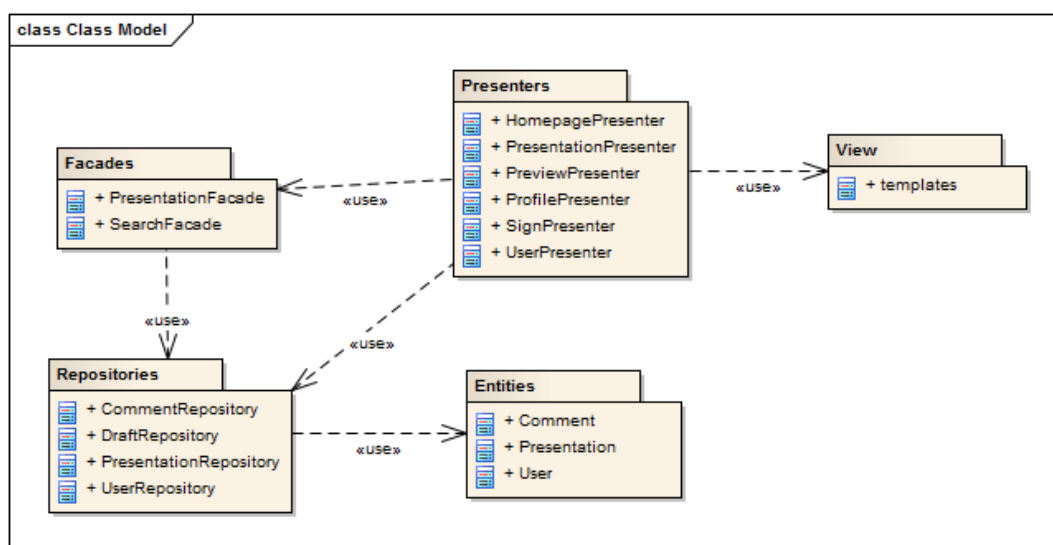 class Class Model
Presenters
+ HomepagePresenter
+ PresentationPresenter
+ PreviewPresenter
+ ProfilePresenter
+ SignPresenter
+ UserPresenter
View
+ templates
Facades
+ PresentationFacade
+ SearchFacade
«use»
«use»
«use»
«use»
Repositories
+ CommentRepository
+ DraftRepository
+ PresentationRepository
+ UserRepository
Entities
+ Comment
+ Presentation
+ User
«use»